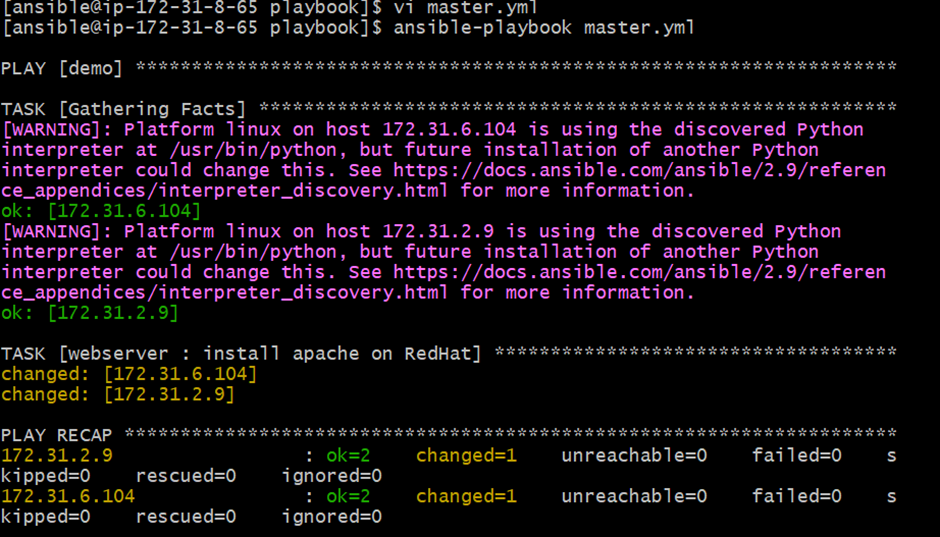 [ansible@ip-172-31-8-65 playbook]$ vi master.yml
[ansible@ip-172-31-8-65 playbook]$ ansible-playbook master.yml
PLAY [demo] ********************************************************************
TASK [Gathering Facts] *********************************************************
[WARNING]: Platform linux on host 172.31.6.104 is using the discovered Python
interpreter at /usr/bin/python, but future installation of another Python
interpreter could change this. See https://docs.ansible.com/ansible/2.9/referen
ce_appendices/interpreter_discovery.html for more information.
ok: [172.31.6.104]
[WARNING]: Platform linux on host 172.31.2.9 is using the discovered Python
interpreter at /usr/bin/python, but future installation of another Python
interpreter could change this. See https://docs.ansible.com/ansible/2.9/referen
ce_appendices/interpreter_discovery.html for more information.
ok: [172.31.2.9]
TASK [webserver : install apache on RedHat] ************************************
changed: [172.31.6.104]
changed: [172.31.2.9]
PLAY RECAP *********************************************************************
172.31.2.9                 : ok=2    changed=1    unreachable=0    failed=0    s
kipped=0    rescued=0    ignored=0
172.31.6.104               : ok=2    changed=1    unreachable=0    failed=0    s
kipped=0    rescued=0    ignored=0